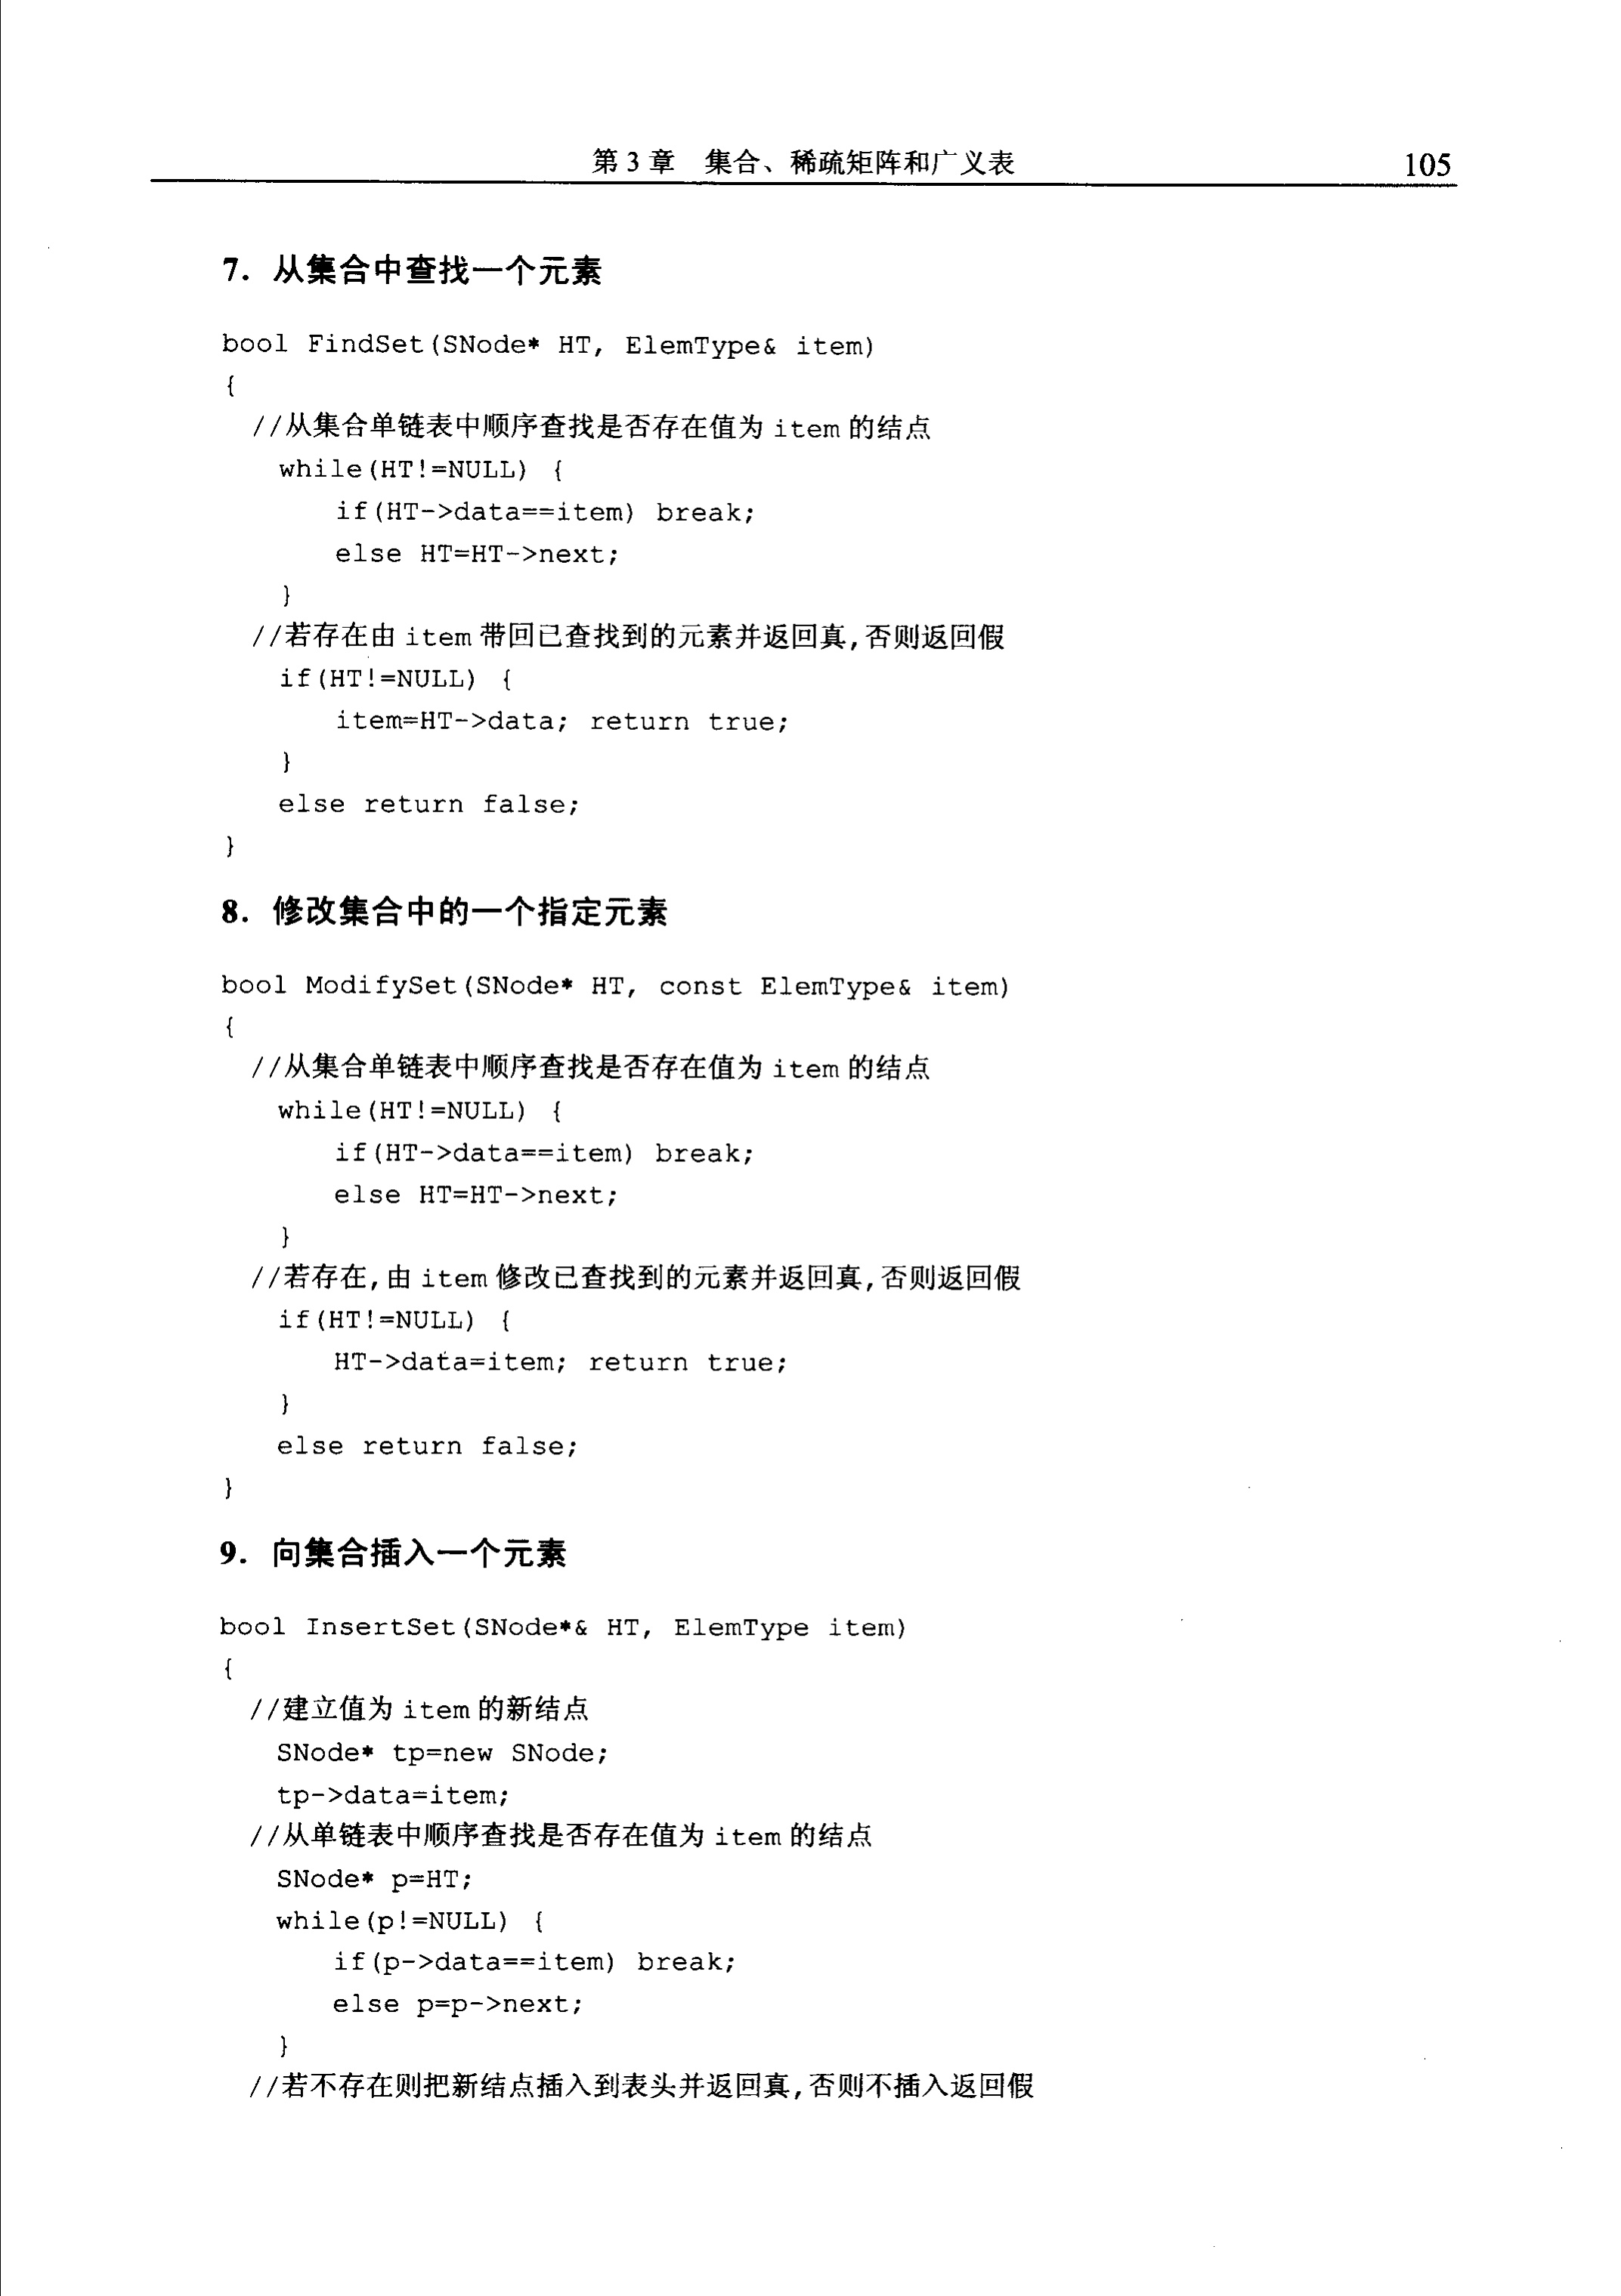 第3章 集合、稀疏矩阵和广义表 105
7. 从集合中查找一个元素
bool FindSet(SNode* HT, ElemType& item)
{
//从集合单链表中顺序查找是否存在值为 item 的结点
while(HT!=NULL) {
if(HT->data==item) break;
else HT=HT->next;
}
//若存在由 item 带回已查找到的元素并返回真,否则返回假
if(HT!=NULL) {
item=HT->data; return true;
}
else return false;
}
8. 修改集合中的一个指定元素
bool ModifySet(SNode* HT, const ElemType& item)
{
//从集合单链表中顺序查找是否存在值为 item 的结点
while(HT!=NULL) {
if(HT->data==item) break;
else HT=HT->next;
}
//若存在,由 item 修改已查找到的元素并返回真,否则返回假
if(HT!=NULL) {
HT->data=item; return true;
}
else return false;
}
9. 向集合插入一个元素
bool InsertSet(SNode*& HT, ElemType item)
{
//建立值为 item 的新结点
SNode* tp=new SNode;
tp->data=item;
//从单链表中顺序查找是否存在值为 item 的结点
SNode* p=HT;
while(p!=NULL) {
if(p->data==item) break;
else p=p->next;
}
//若不存在则把新结点插入到表头并返回真,否则不插入返回假